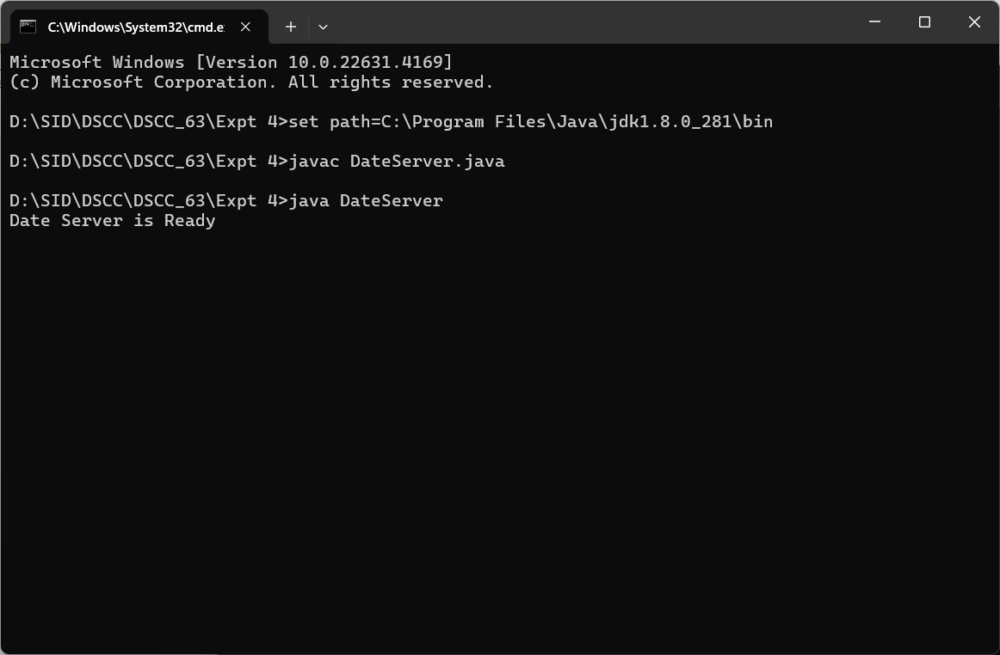 C:\Windows\System32\cmd.e
Microsoft Windows [Version 10.0.22631.4169]
(c) Microsoft Corporation. All rights reserved.
D:\SID\DSCC\DSCC_63\Expt 4>set path=C:\Program Files\Java\jdk1.8.0_281\bin
D:\SID\DSCC\DSCC_63\Expt 4>javac DateServer.java
D:\SID\DSCC\DSCC_63\Expt 4>java DateServer
Date Server is Ready